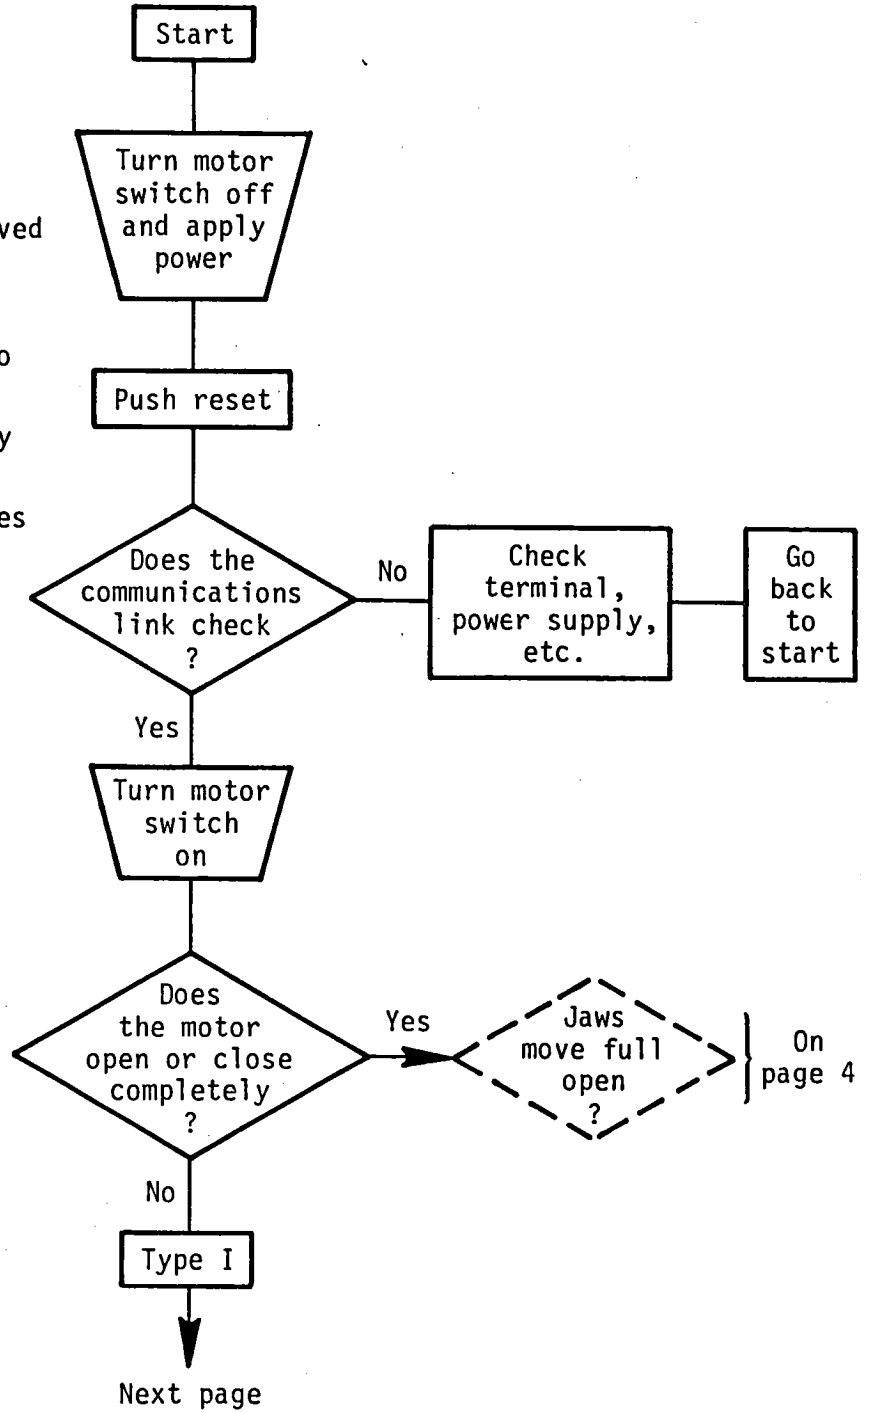 Start
Turn motor
switch off
and apply
power
ved
o
y
es
Push reset
Does the
communications
link check
?
No
Check
terminal,
power supply,
etc.
Go
back
to
start
Yes
Turn motor
switch
on
Does
the motor
open or close
completely
?
Yes
Jaws
move full
open
?
On
page 4
No
Type I
Next page